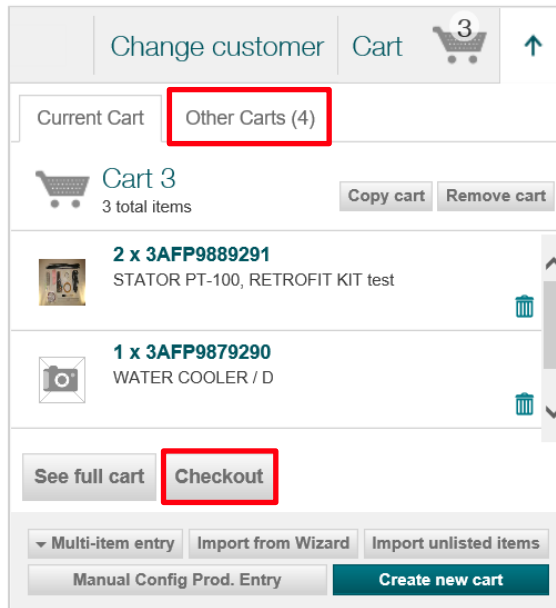 Change customer Cart 3
Current Cart Other Carts (4)
Cart 3
3 total items
Copy cart Remove cart
2 x 3AFP9889291
STATOR PT-100, RETROFIT KIT test
1 x 3AFP9879290
WATER COOLER / D
See full cart Checkout
Multi-item entry Import from Wizard Import unlisted items
Manual Config Prod. Entry Create new cart